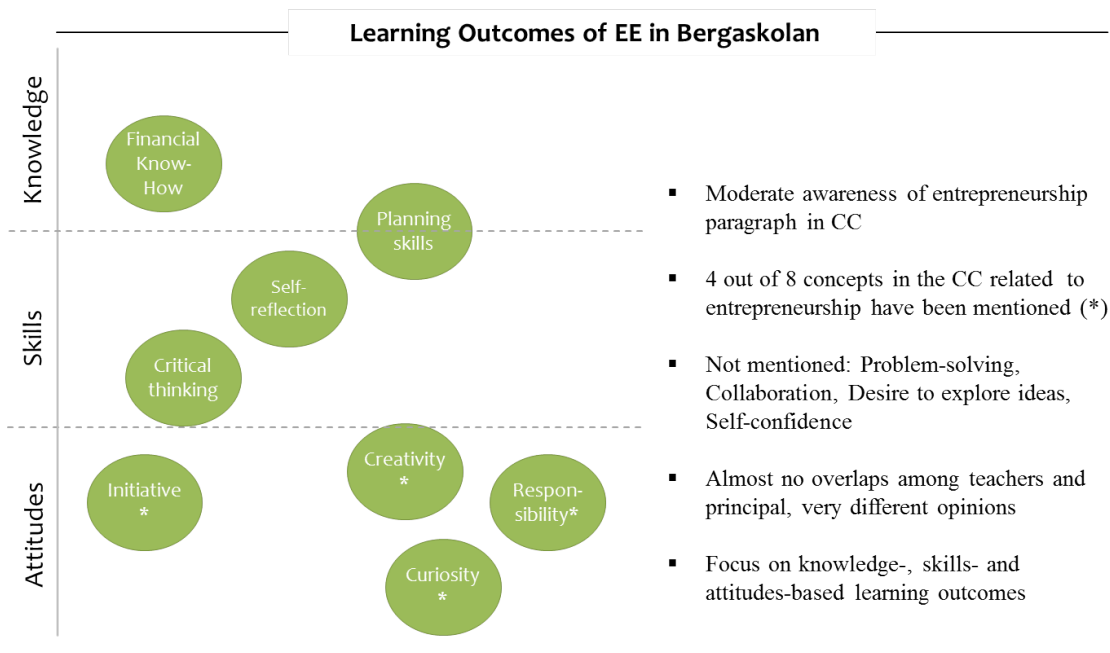 Learning Outcomes of EE in Bergaskolan
Knowledge
Financial
Know-
How
Planning
skills
Skills
Self-
reflection
Critical
thinking
Attitudes
Initiative
*
Creativity
*
Respon-
sibility*
Curiosity
*
▪ Moderate awareness of entrepreneurship
paragraph in CC
▪ 4 out of 8 concepts in the CC related to
entrepreneurship have been mentioned (*)
▪ Not mentioned: Problem-solving,
Collaboration, Desire to explore ideas,
Self-confidence
▪ Almost no overlaps among teachers and
principal, very different opinions
▪ Focus on knowledge-, skills- and
attitudes-based learning outcomes